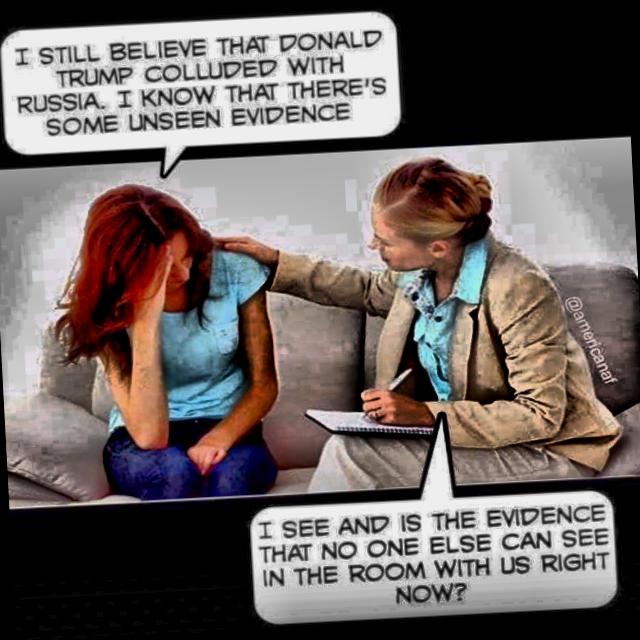 I STILL BELIEVE THAT DONALD
TRUMP COLLUDED WITH
RUSSIA. I KNOW THAT THERE'S
SOME UNSEEN EVIDENCE
@americanaf
I SEE AND IS THE EVIDENCE
THAT NO ONE ELSE CAN SEE
IN THE ROOM WITH US RIGHT
NOW?